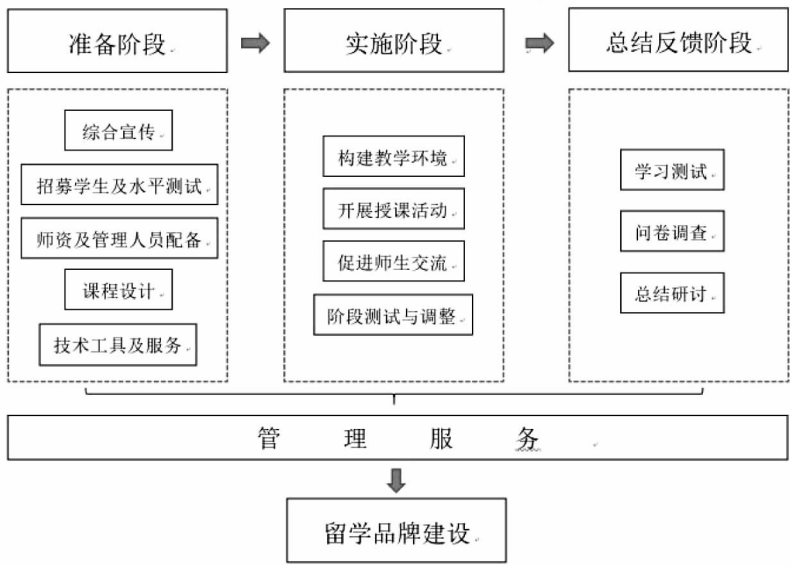 准备阶段
实施阶段
总结反馈阶段
综合宣传
招募学生及水平测试
师资及管理人员配备
课程设计
技术工具及服务
构建教学环境
开展授课活动
促进师生交流
阶段测试与调整
学习测试
问卷调查
总结研讨
管 理 服 务
留学品牌建设